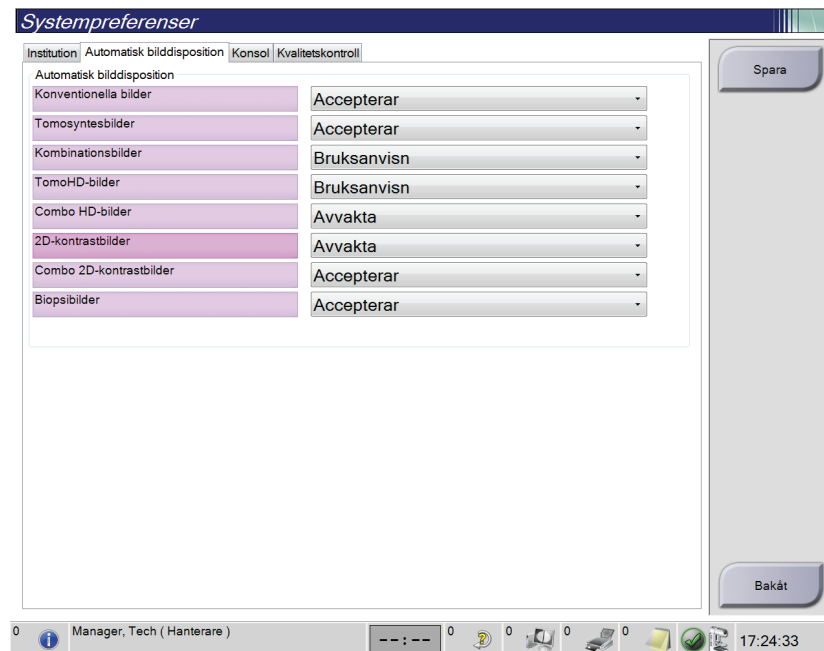 Systempreferenser
Institution Automatisk bilddisposition Konsol Kvalitetskontroll
Automatisk bilddisposition
Konventionella bilder Accepterar
Tomosyntesbilder Accepterar
Kombinationsbilder Bruksanvisn
TomoHD-bilder Bruksanvisn
Combo HD-bilder Avvakta
2D-kontrastbilder Avvakta
Combo 2D-kontrastbilder Accepterar
Biopsibilder Accepterar
Spara
Bakåt
0 Manager, Tech ( Hanterare ) --:-- 0 0 0 0 17:24:33